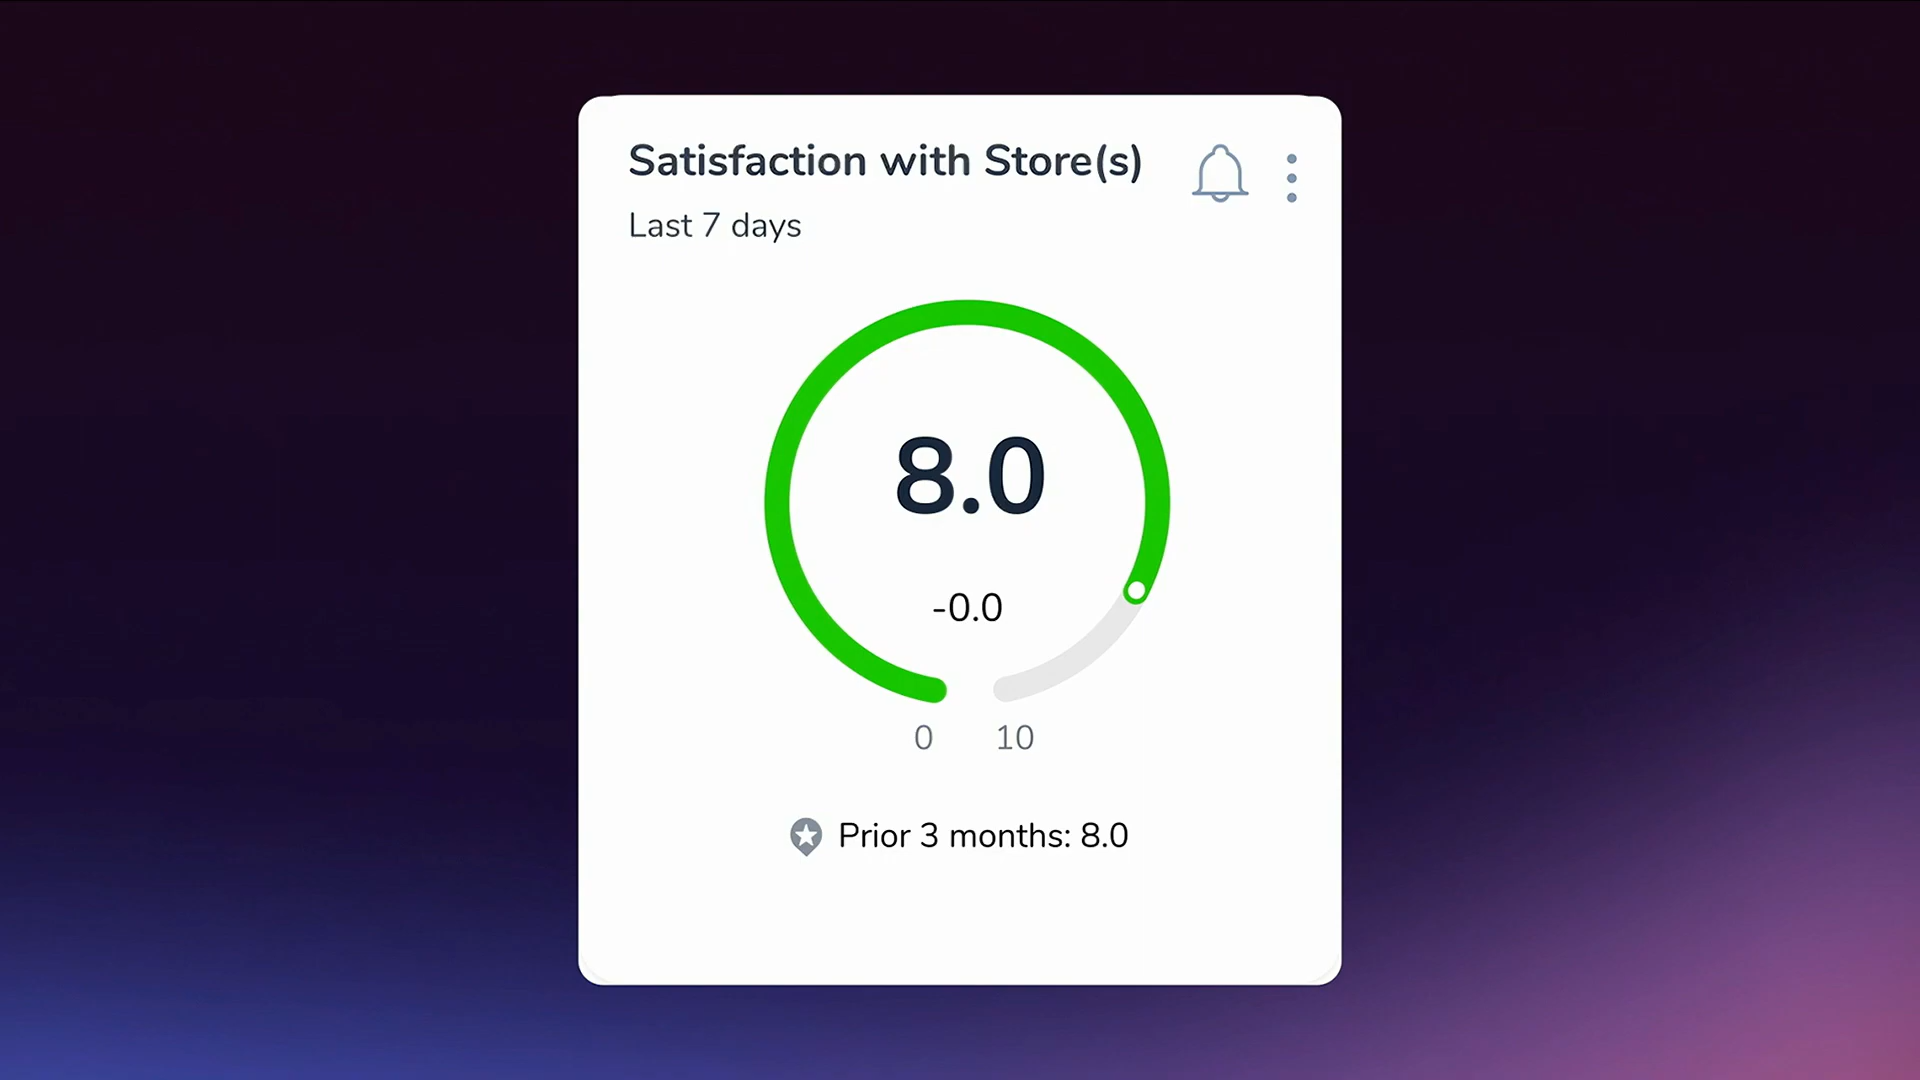 Satisfaction with Store(s)
Last 7 days
8.0
-0.0
0 10
Prior 3 months: 8.0